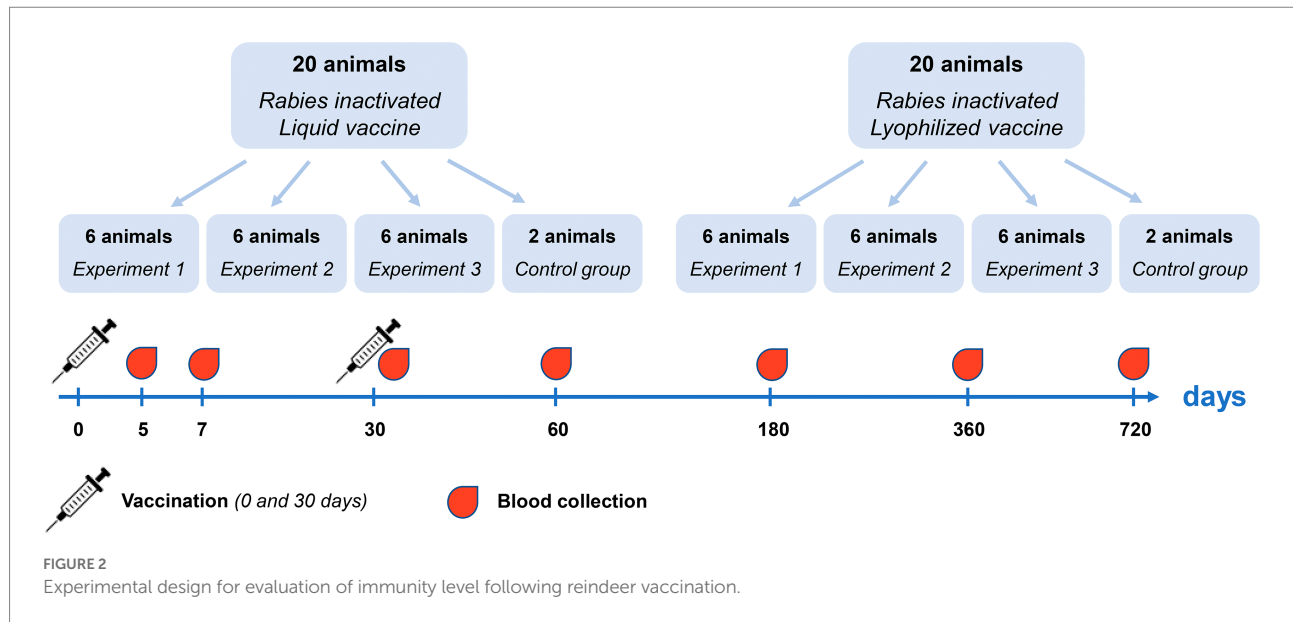 20 animals
Rabies inactivated
Liquid vaccine
20 animals
Rabies inactivated
Lyophilized vaccine
6 animals
Experiment 1
6 animals
Experiment 2
6 animals
Experiment 3
2 animals
Control group
6 animals
Experiment 1
6 animals
Experiment 2
6 animals
Experiment 3
2 animals
Control group
days
0 5 7 30 60 180 360 720
Vaccination (0 and 30 days)
Blood collection
FIGURE 2
Experimental design for evaluation of immunity level following reindeer vaccination.